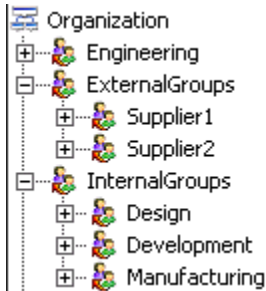 Organization
Engineering
ExternalGroups
Supplier1
Supplier2
InternalGroups
Design
Development
Manufacturing